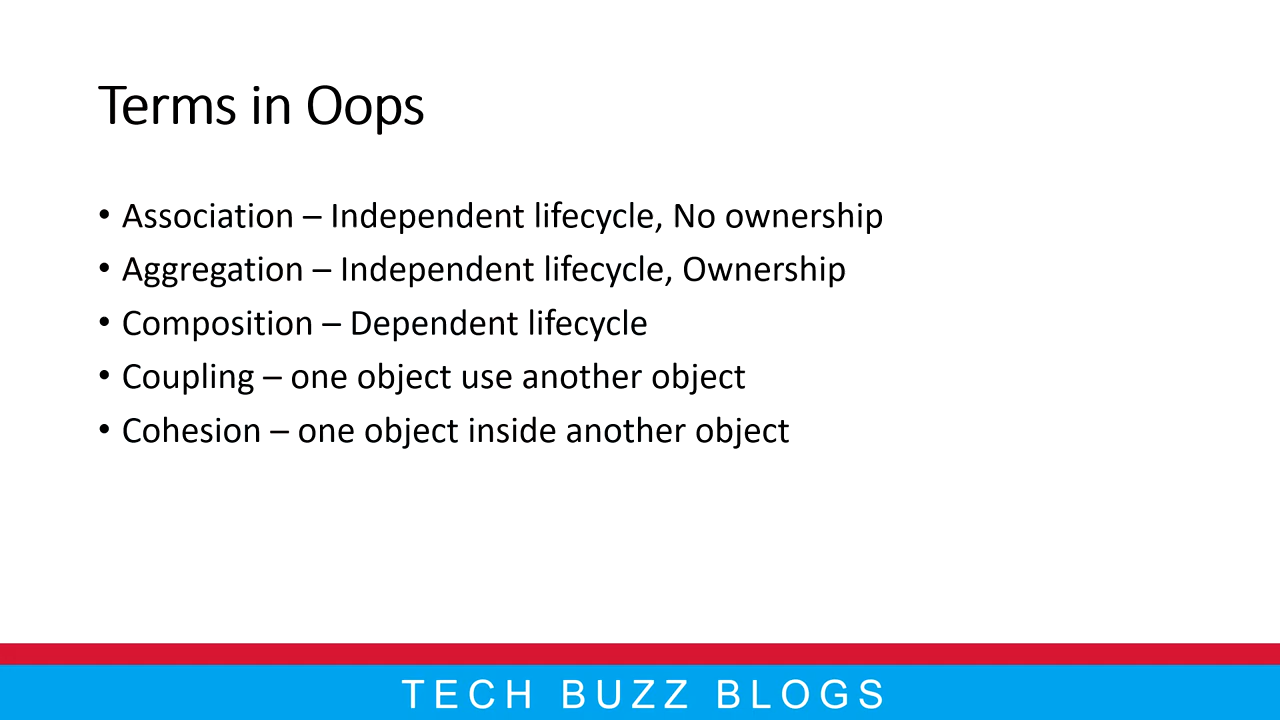 Terms in Oops
• Association – Independent lifecycle, No ownership
• Aggregation – Independent lifecycle, Ownership
• Composition – Dependent lifecycle
• Coupling – one object use another object
• Cohesion – one object inside another object
TECH BUZZ BLOGS